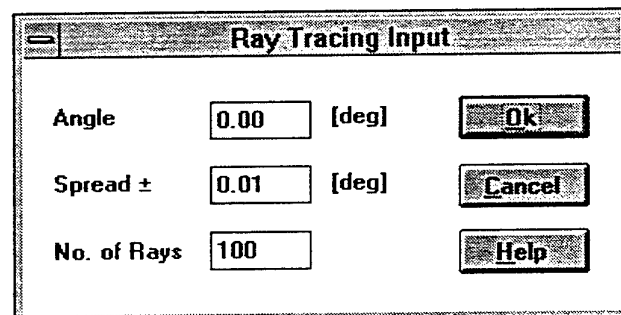 Ray Tracing Input
Angle 0.00 [deg] Ok
Spread ± 0.01 [deg] Cancel
No. of Rays 100 Help